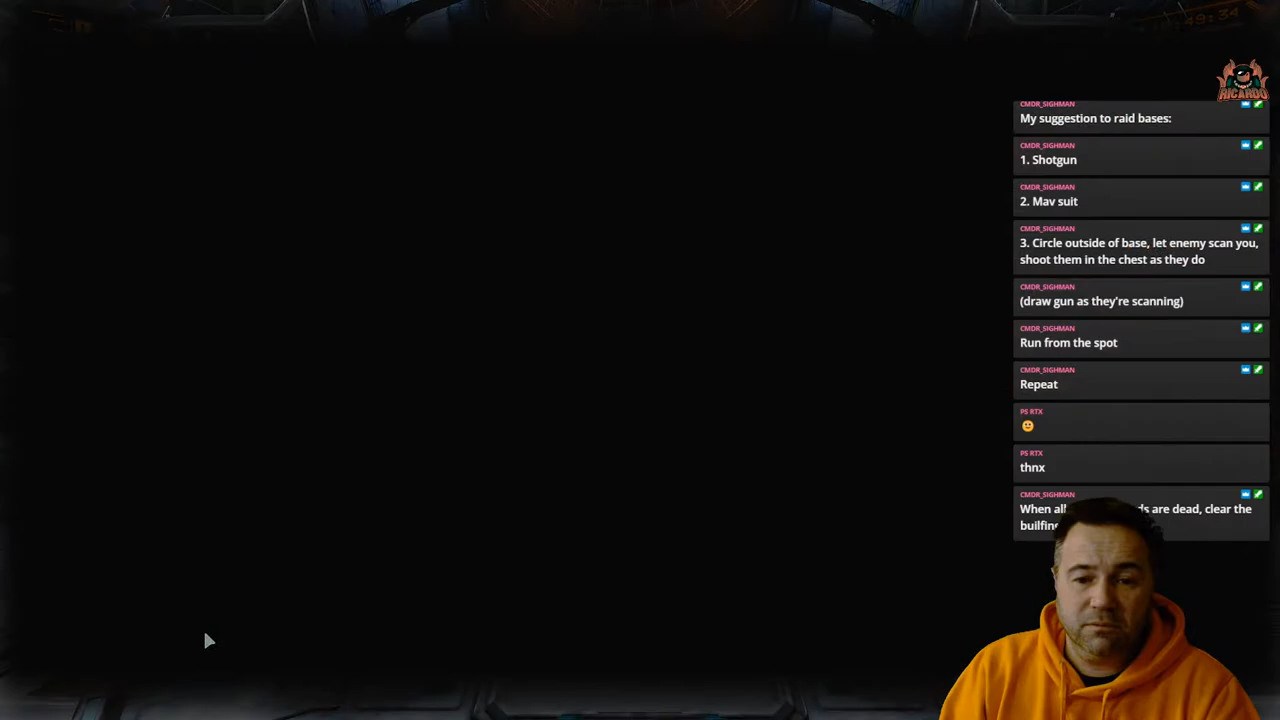 :49:34
RICARDO
CMDR_SIGHMAN
My suggestion to raid bases:
CMDR_SIGHMAN
1. Shotgun
CMDR_SIGHMAN
2. Mav suit
CMDR_SIGHMAN
3. Circle outside of base, let enemy scan you,
shoot them in the chest as they do
CMDR_SIGHMAN
(draw gun as they're scanning)
CMDR_SIGHMAN
Run from the spot
CMDR_SIGHMAN
Repeat
PS RTX
PS RTX
thnx
CMDR_SIGHMAN
When all are dead, clear the